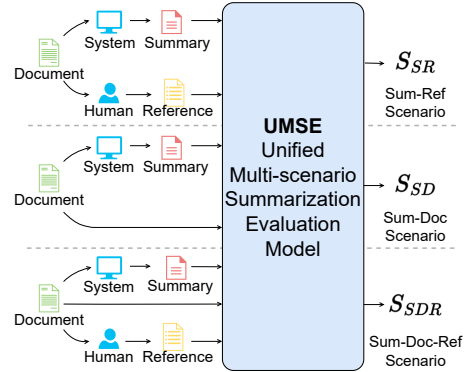 System Summary
Document
Human Reference
S_SR
Sum-Ref
Scenario
System Summary
Document
S_SD
Sum-Doc
Scenario
System Summary
Document
Human Reference
S_SDR
Sum-Doc-Ref
Scenario
UMSE
Unified
Multi-scenario
Summarization
Evaluation
Model